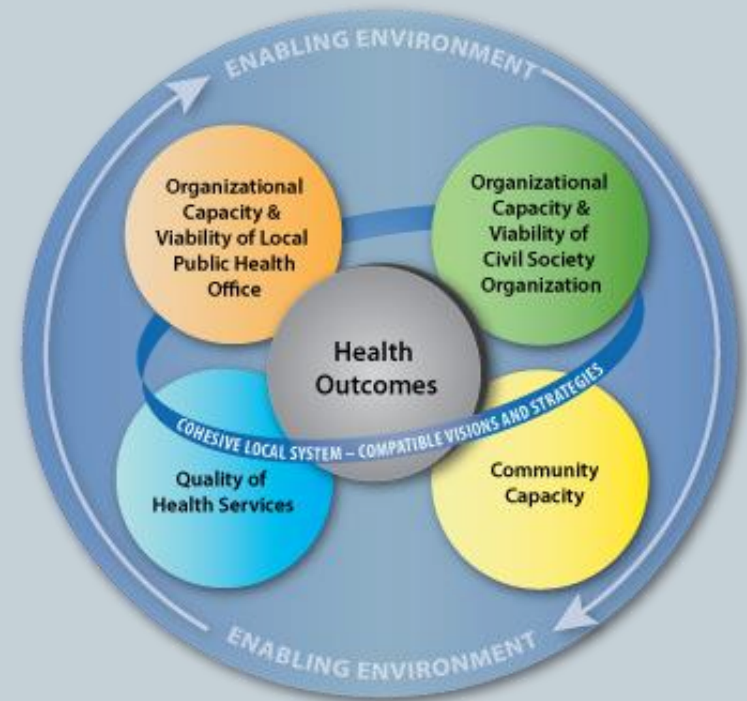 ENABLING ENVIRONMENT
Organizational
Capacity &
Viability of Local
Public Health
Office
Organizational
Capacity &
Viability of
Civil Society
Organization
Health
Outcomes
COHESIVE LOCAL SYSTEM – COMPATIBLE VISIONS AND STRATEGIES
Quality of
Health Services
Community
Capacity
ENABLING ENVIRONMENT